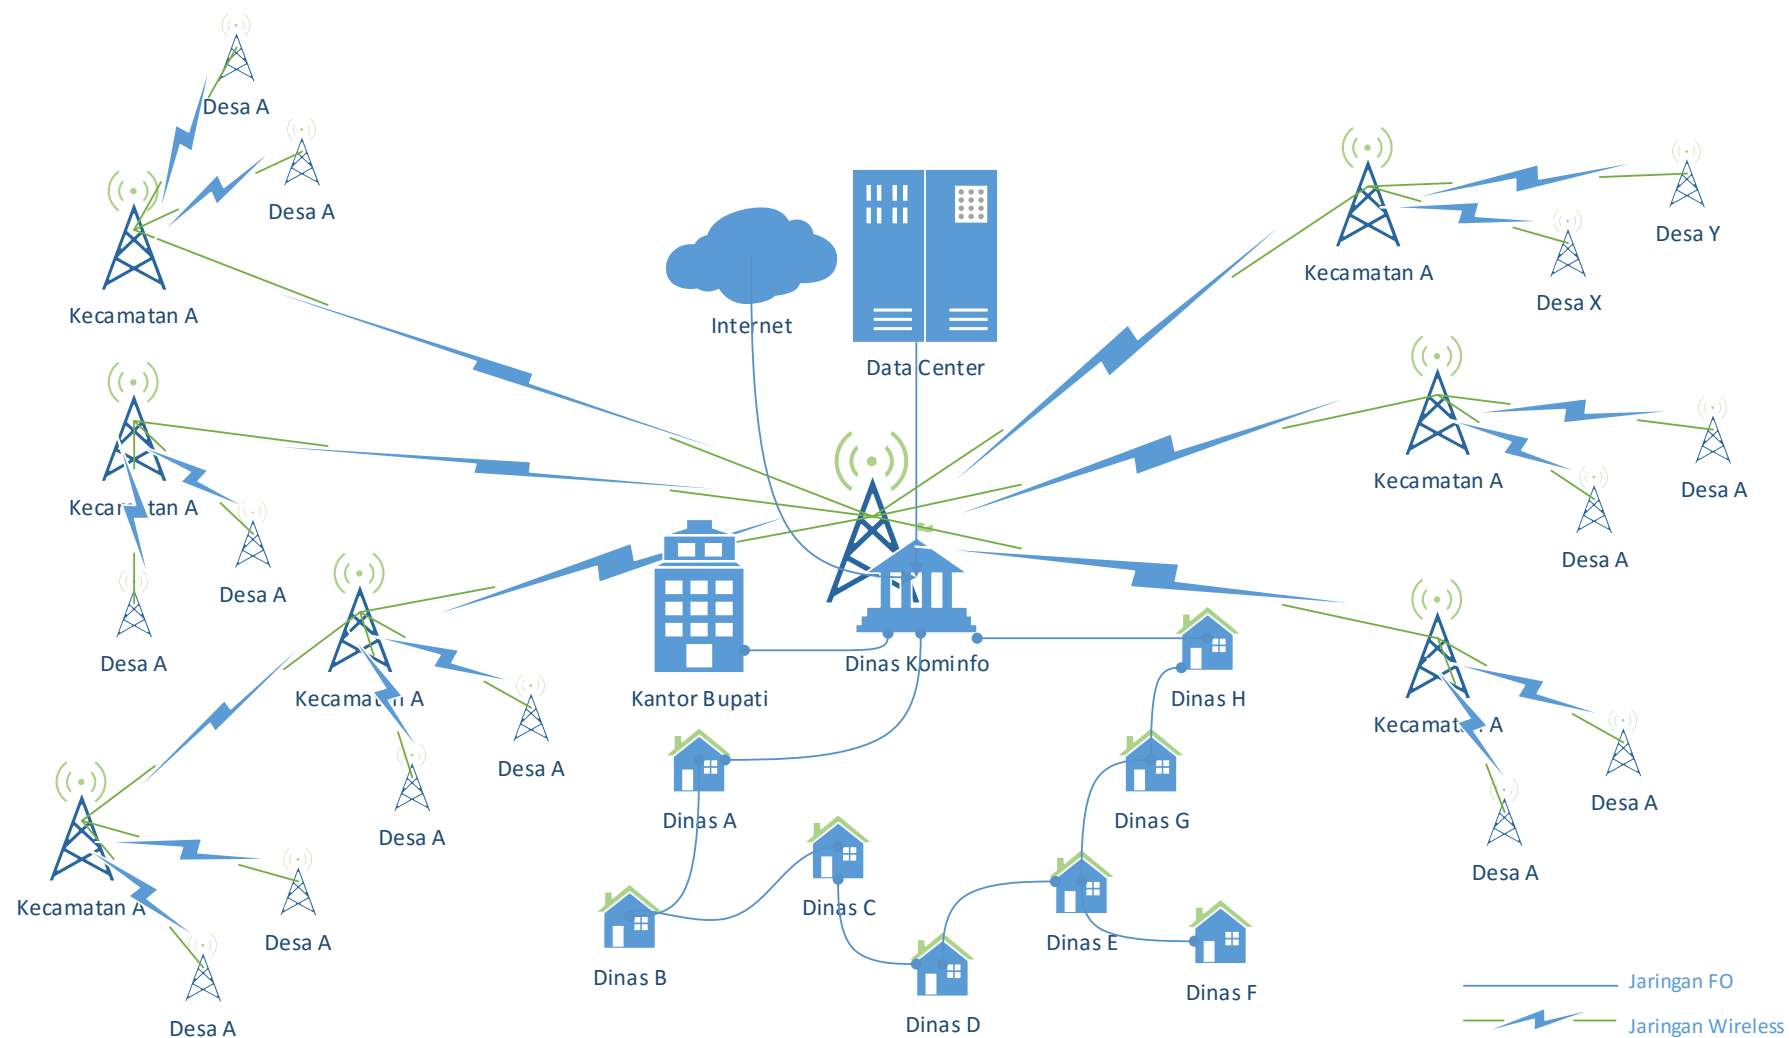 Desa A
Desa A
Kecamatan A
Internet
Data Center
Kecamatan A
Desa Y
Desa X
Kecamatan A
Desa A
Desa A
Kecamatan A
Desa A
Desa A
Kecamatan A
Desa A
Desa A
Kantor Bupati
Dinas Kominfo
Dinas H
Kecamatan A
Desa A
Desa A
Dinas A
Dinas G
Kecamatan A
Desa A
Desa A
Dinas B
Dinas C
Dinas D
Dinas E
Dinas F
Jaringan FO
Jaringan Wireless